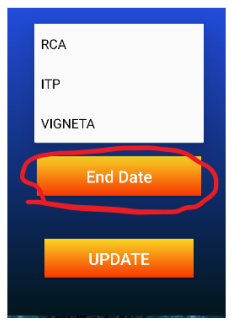 RCA
ITP
VIGNETA
End Date
UPDATE